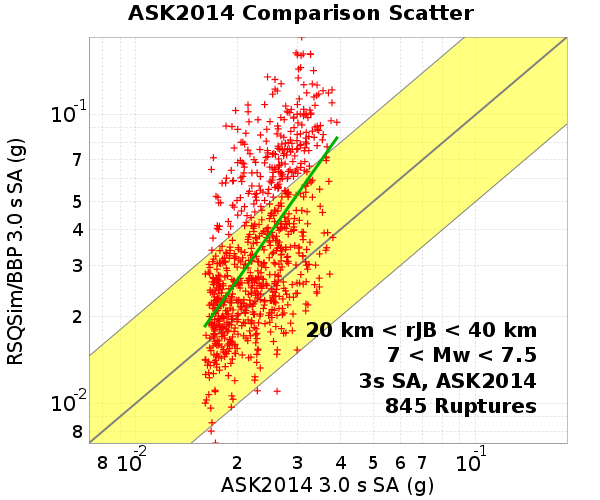 ASK2014 Comparison Scatter
RSQSim/BBP 3.0 s SA (g)
10^-1
7
5
4
3
2
10^-2
8
20 km < rJB < 40 km
7 < Mw < 7.5
3s SA, ASK2014
845 Ruptures
8 10^-2 2 3 4 5 6 7 10^-1
ASK2014 3.0 s SA (g)